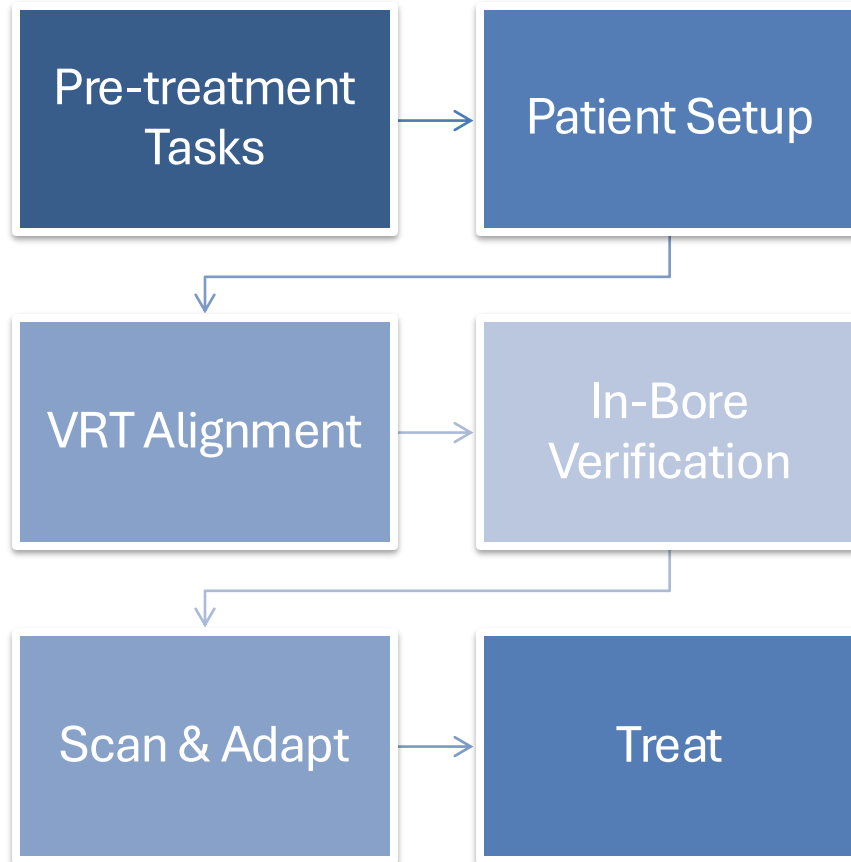 Pre-treatment
Tasks
Patient Setup
VRT Alignment
In-Bore
Verification
Scan & Adapt
Treat